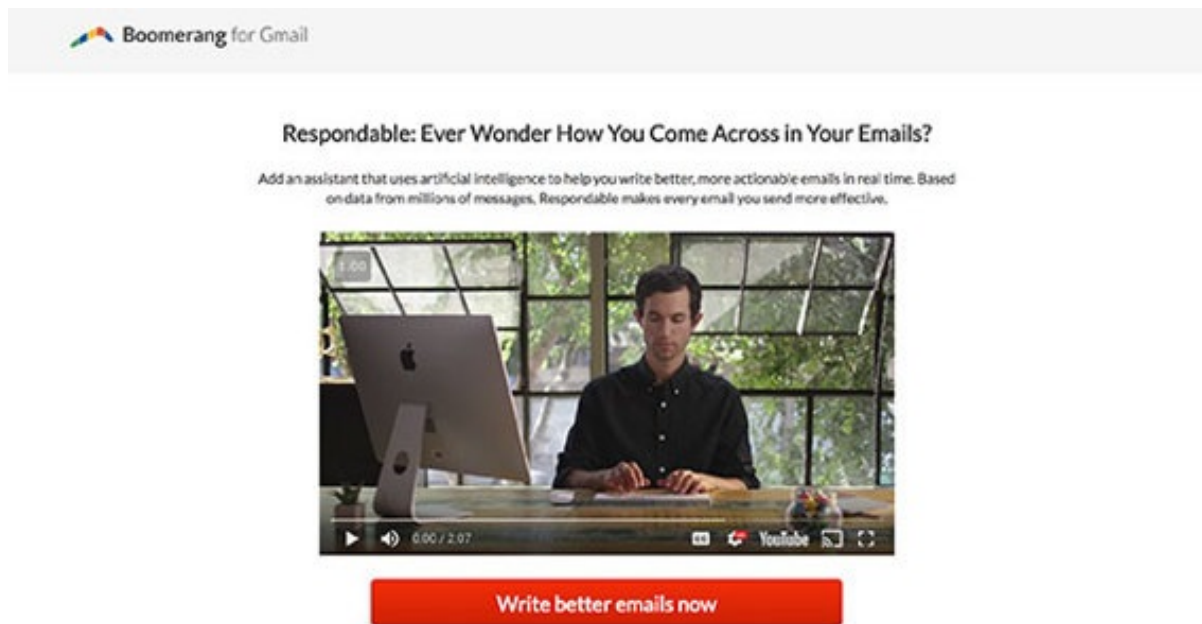 Boomerang for Gmail
Respondable: Ever Wonder How You Come Across in Your Emails?
Add an assistant that uses artificial intelligence to help you write better, more actionable emails in real time. Based
on data from millions of messages, Respondable makes every email you send more effective.
1:00
0:00 / 2:07
CC
YouTube
Write better emails now